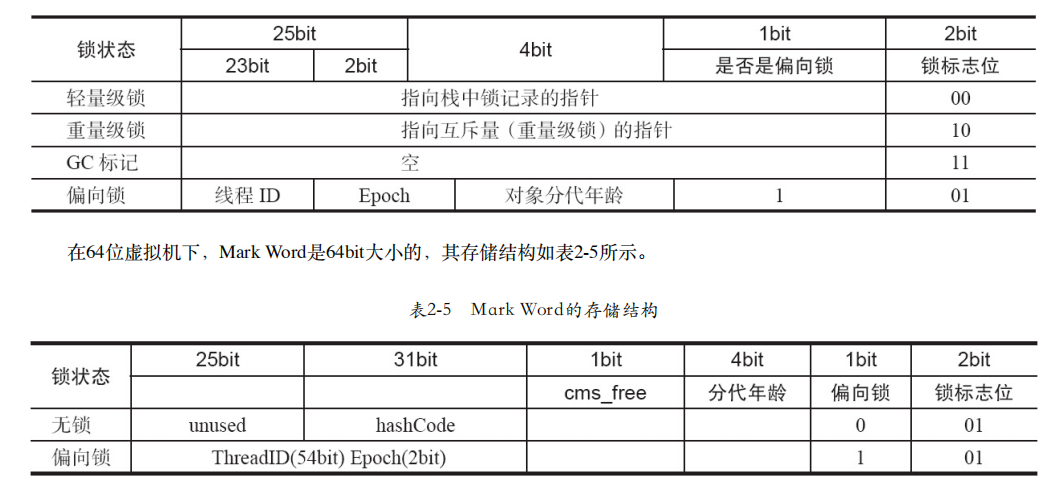 锁状态 25bit 4bit 1bit 2bit
23bit 2bit 是否是偏向锁 锁标志位
轻量级锁 指向栈中锁记录的指针 00
重量级锁 指向互斥量（重量级锁）的指针 10
GC 标记 空 11
偏向锁 线程 ID Epoch 对象分代年龄 1 01
在64位虚拟机下，Mark Word是64bit大小的，其存储结构如表2-5所示。
表2-5 Mark Word的存储结构
锁状态 25bit 31bit 1bit 4bit 1bit 2bit
cms_free 分代年龄 偏向锁 锁标志位
无锁 unused hashCode 0 01
偏向锁 ThreadID(54bit) Epoch(2bit) 1 01